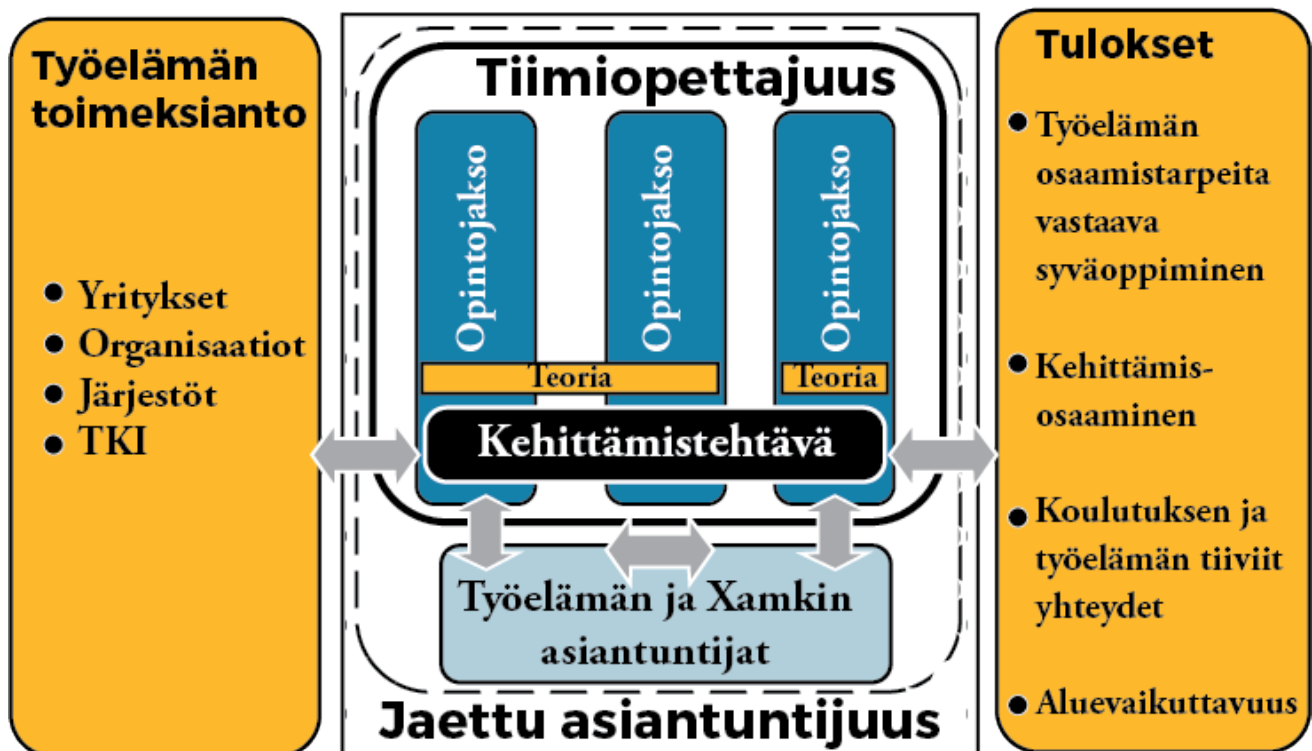 Työelämän
toimeksianto
Yritykset
Organisaatiot
Järjestöt
TKI
Tiimiopettajuus
Opintojakso
Opintojakso
Opintojakso
Teoria
Teoria
Kehittämistehtävä
Työelämän ja Xamkin
asiantuntijat
Jaettu asiantuntijuus
Tulokset
Työelämän
osaamistarpeita
vastaava
syväoppiminen
Kehittämis-
osaaminen
Koulutuksen ja
työelämän tiiviit
yhteydet
Aluevaikuttavuus